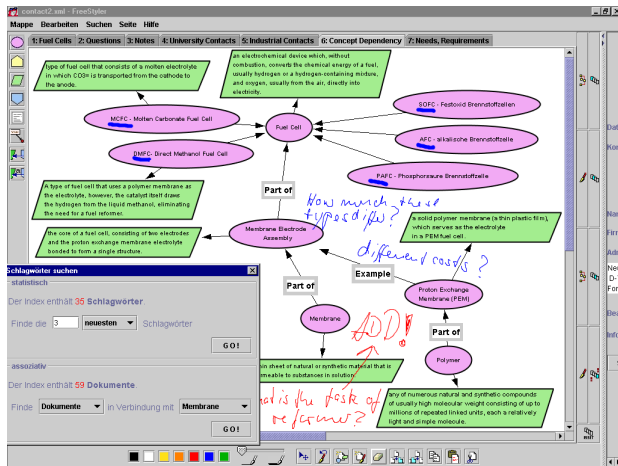 contact2.xml - FreeStyler
Mappe Bearbeiten Suchen Seite Hilfe
1: Fuel Cells 2: Questions 3: Notes 4: University Contacts 5: Industrial Contacts 6: Concept Dependency 7: Needs, Requirements
type of fuel cell that consists of a molten electrolyte
in which CO3= is transported from the cathode to
the anode.
an electrochemical device which, without
combustion, converts the chemical energy of a fuel,
usually hydrogen or a hydrogen-containing mixture,
and oxygen, usually from the air, directly into
electricity.
MCFC - Molten Carbonate Fuel Cell
SOFC - Festoxid Brennstoffzellen
Fuel Cell
AFC - alkalische Brennstoffzelle
DMFC- Direct Methanol Fuel Cell
PAFC - Phosphorsaure Brennstoffzelle
A type of fuel cell that uses a polymer membrane as
the electrolyte, however, the catalyst itself draws
the hydrogen from the liquid methanol, eliminating
the need for a fuel reformer.
Part of
How much these
types differ?
a solid polymer membrane (a thin plastic film),
which serves as the electrolyte
in a PEM fuel cell.
the core of a fuel cell, consisting of two electrodes
and the proton exchange membrane electrolyte
bonded to form a single structure.
Membrane Electrode
Assembly
different costs?
Example
Schlagwörter suchen
statistisch
Der Index enthält 35 Schlagwörter.
Finde die 3 neuesten Schlagwörter
GO!
assoziativ
Der Index enthält 59 Dokumente.
Finde Dokumente in Verbindung mit Membrane
GO!
Part of
Proton Exchange
Membrane (PEM)
Membrane
ADD!
Part of
Polymer
thin sheet of natural or synthetic material that is
permeable to substances in solution.
what is the task of
reformer?
any of numerous natural and synthetic compounds
of usually high molecular weight consisting of up to
millions of repeated linked units, each a relatively
light and simple molecule.